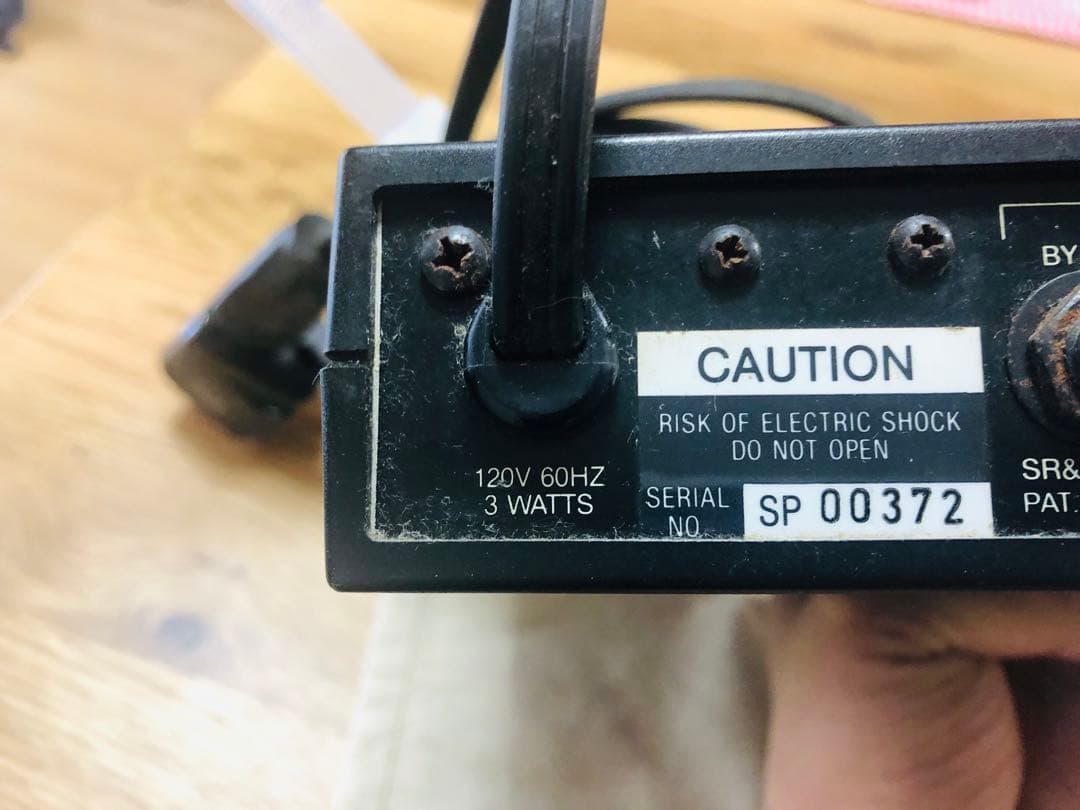 BY
CAUTION
RISK OF ELECTRIC SHOCK
DO NOT OPEN
120V 60HZ
3 WATTS
SERIAL
NO.
SP 00372
SR&
PAT.